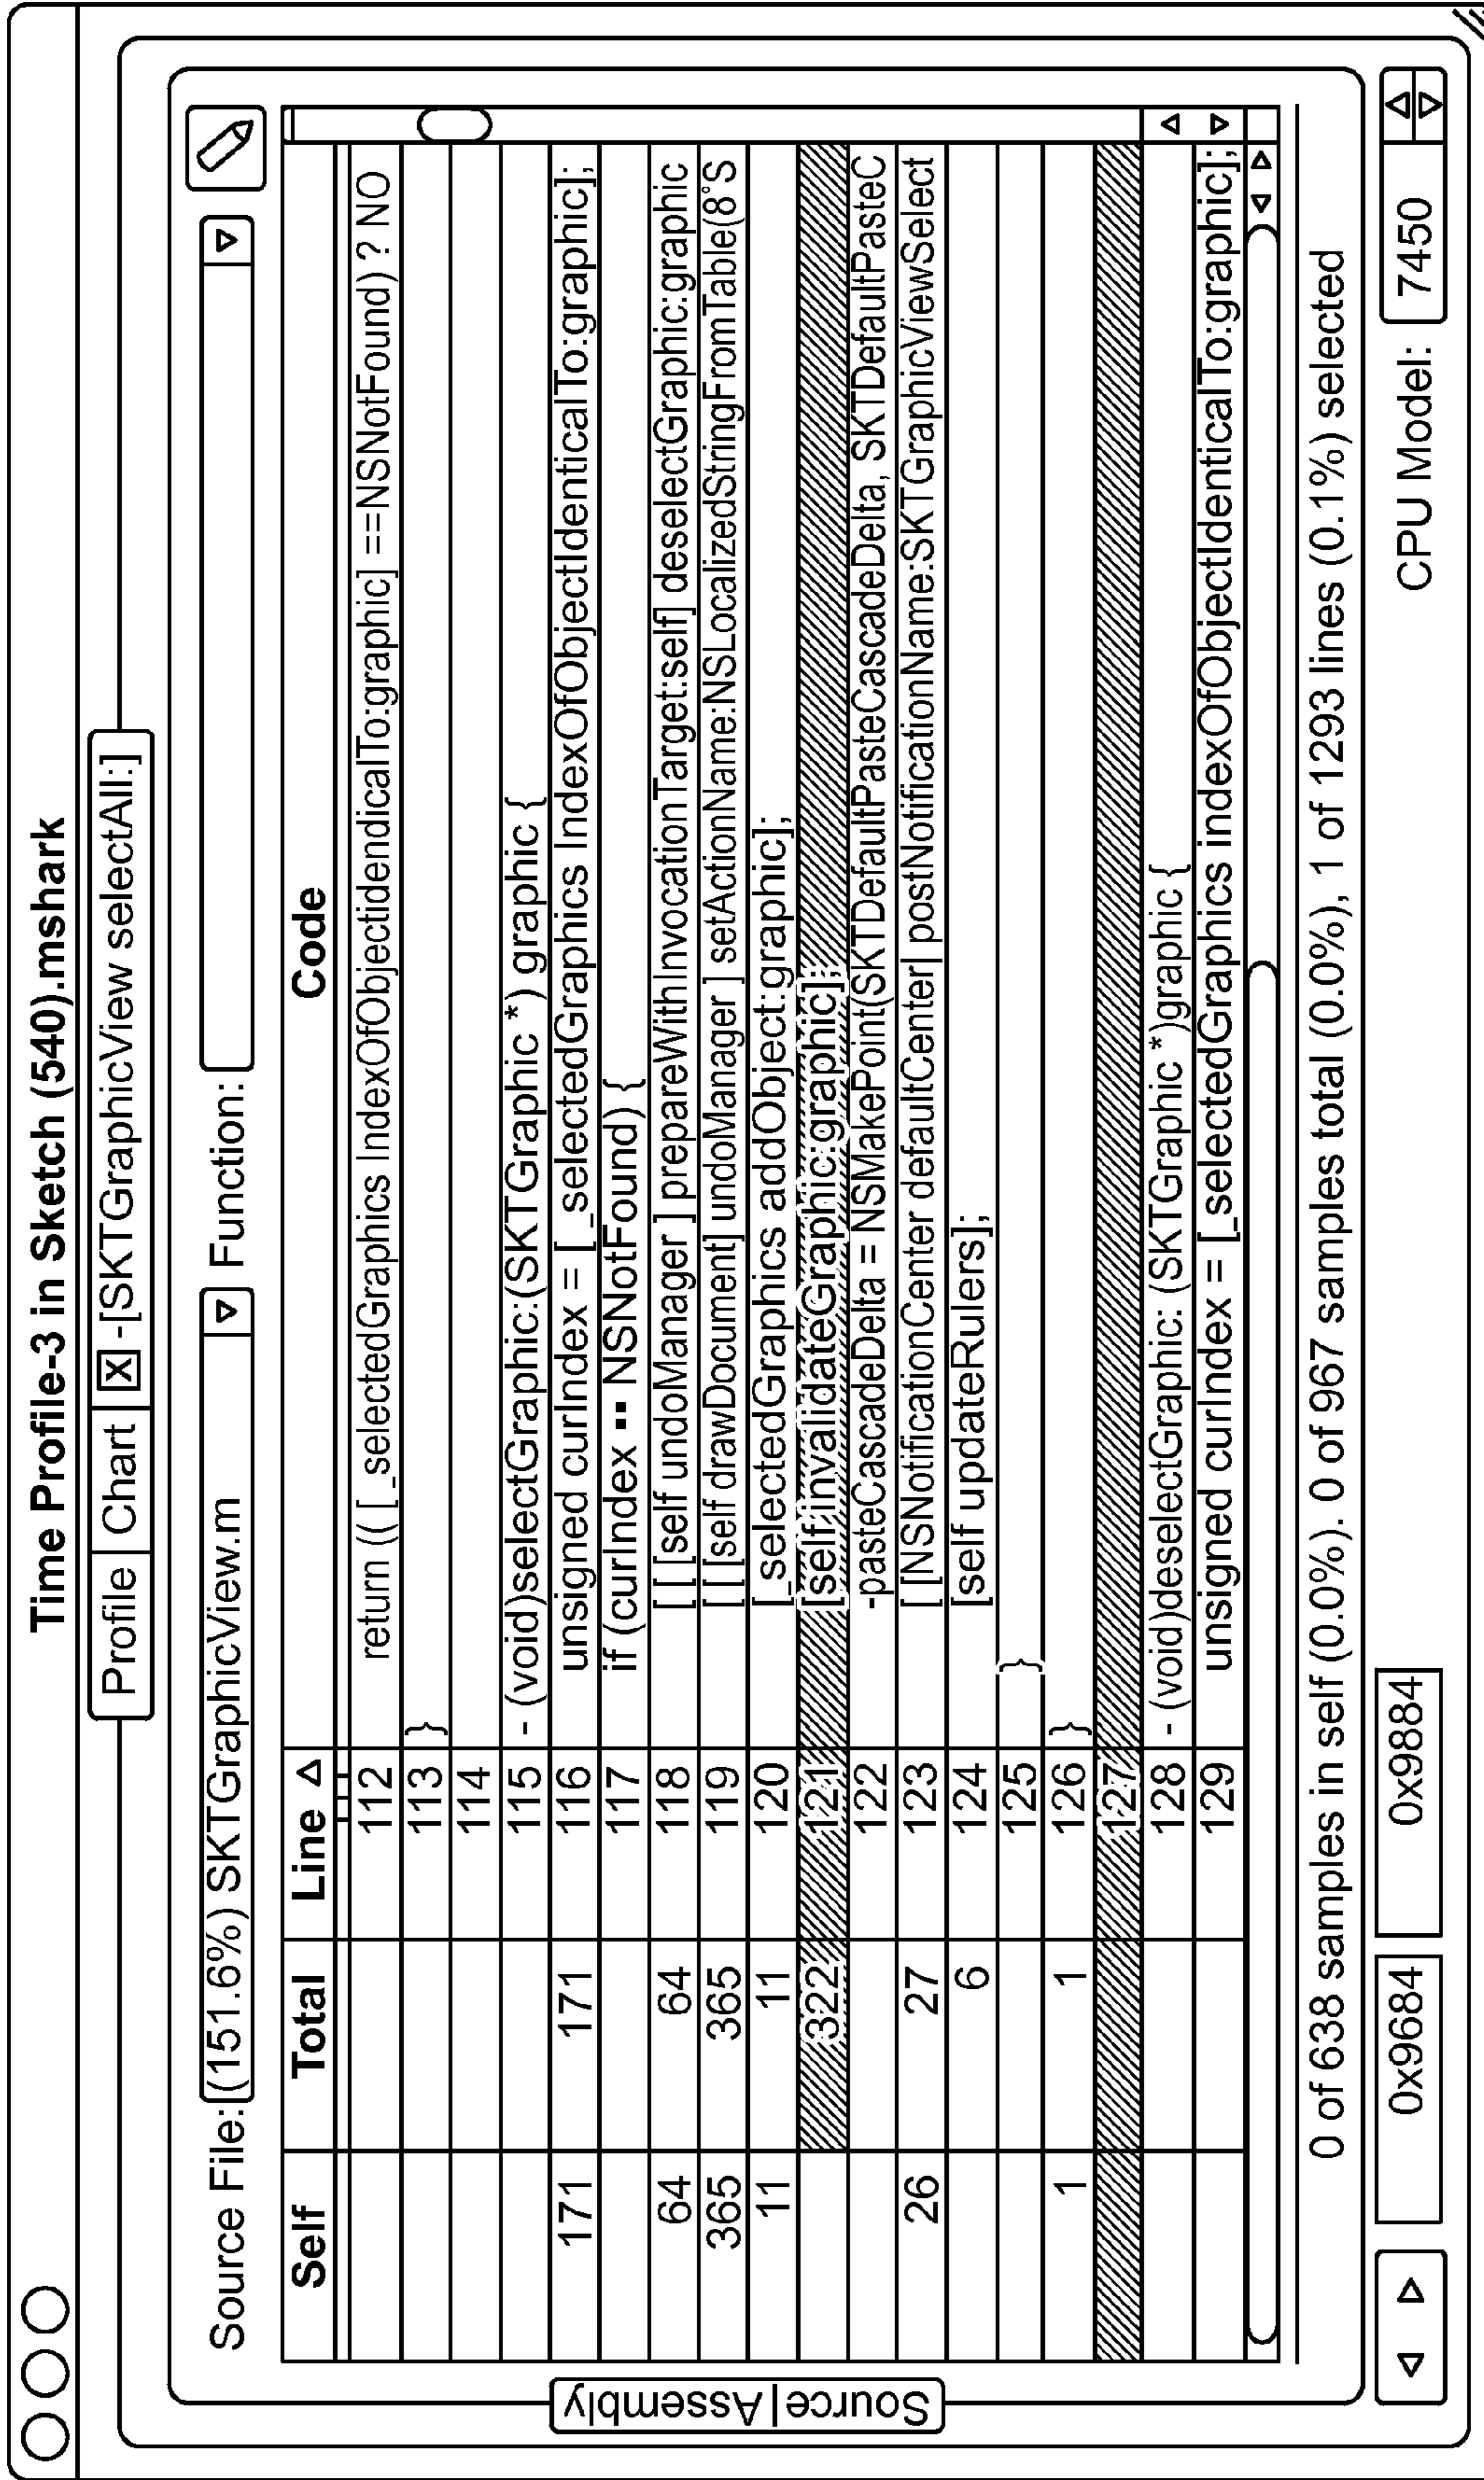 Time Profile-3 in Sketch (540).mshark
Profile | Chart | X -[SKTGraphicView selectAll:]
Source File: (151.6%) SKTGraphicView.m Function:
Self Total Line Code
112 return (( [ _selectedGraphics IndexOfObjectidendicalTo:graphic] ==NSNotFound) ? NO
113 }
114
115 - (void)selectGraphic:(SKTGraphic *) graphic {
171 171 116 unsigned curIndex = [ _selectedGraphics IndexOfObjectIdenticalTo:graphic];
117 if (curIndex == NSNotFound) {
64 64 118 [ [ [self undoManager ] prepareWithInvocationTarget:self] deselectGraphic:graphic
365 365 119 [ [ [self drawDocument] undoManager ] setActionName:NSLocalizedStringFromTable(8°S
11 11 120 [_selectedGraphics addObject:graphic];
322 121 [self invalidateGraphic:graphic];
122 -pasteCascadeDelta = NSMakePoint(SKTDefaultPasteCascadeDelta, SKTDefaultPasteC
26 27 123 [ [NSNotificationCenter defaultCenter] postNotificationName:SKTGraphicViewSelect
6 124 [self updateRulers];
125 }
1 1 126 }
127
128 - (void)deselectGraphic: (SKTGraphic *)graphic {
129 unsigned curIndex = [_selectedGraphics indexOfObjectIdenticalTo:graphic];
Source | Assembly
0 of 638 samples in self (0.0%). 0 of 967 samples total (0.0%), 1 of 1293 lines (0.1%) selected
0x9684 0x9884 CPU Model: 7450